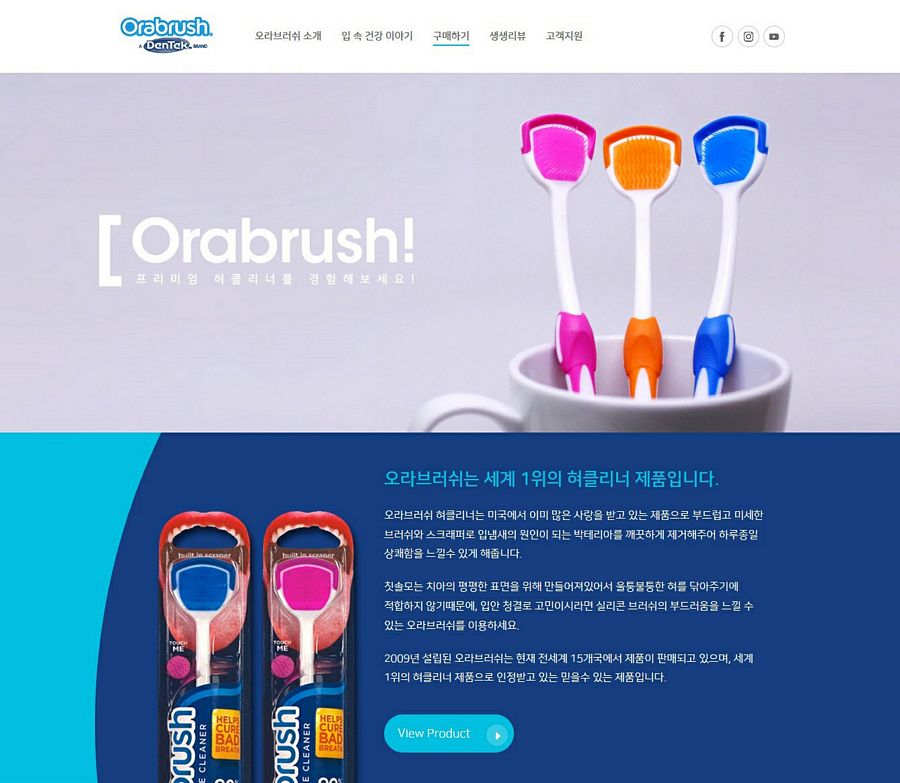 Orabrush
A DenTek BRAND
오라브러쉬 소개
입 속 건강 이야기
구매하기
생생리뷰
고객지원
Orabrush!
프리미엄 혀클리너를 경험해보세요!
오라브러쉬는 세계 1위의 혀클리너 제품입니다.
오라브러쉬 혀클리너는 미국에서 이미 많은 사랑을 받고 있는 제품으로 부드럽고 미세한
브러쉬와 스크래퍼로 입냄새의 원인이 되는 박테리아를 깨끗하게 제거해주어 하루종일
상쾌함을 느낄수 있게 해줍니다.
칫솔모는 치아의 평평한 표면을 위해 만들어져있어서 울퉁불퉁한 혀를 닦아주기에
적합하지 않기때문에, 입안 청결로 고민이시라면 실리콘 브러쉬의 부드러움을 느낄 수
있는 오라브러쉬를 이용하세요.
2009년 설립된 오라브러쉬는 현재 전세계 15개국에서 제품이 판매되고 있으며, 세계
1위의 혀클리너 제품으로 인정받고 있는 믿을수 있는 제품입니다.
View Product
built in scraper
TOUCH
ME
HELPS
CURE
BAD
BREATH
brush
E CLEANER
built in scraper
TOUCH
ME
HELPS
CURE
BAD
BREATH
brush
E CLEANER